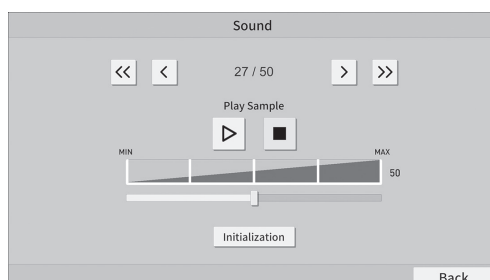 Sound
<< < 27 / 50 > >>
Play Sample
MIN MAX
50
Initialization
Back